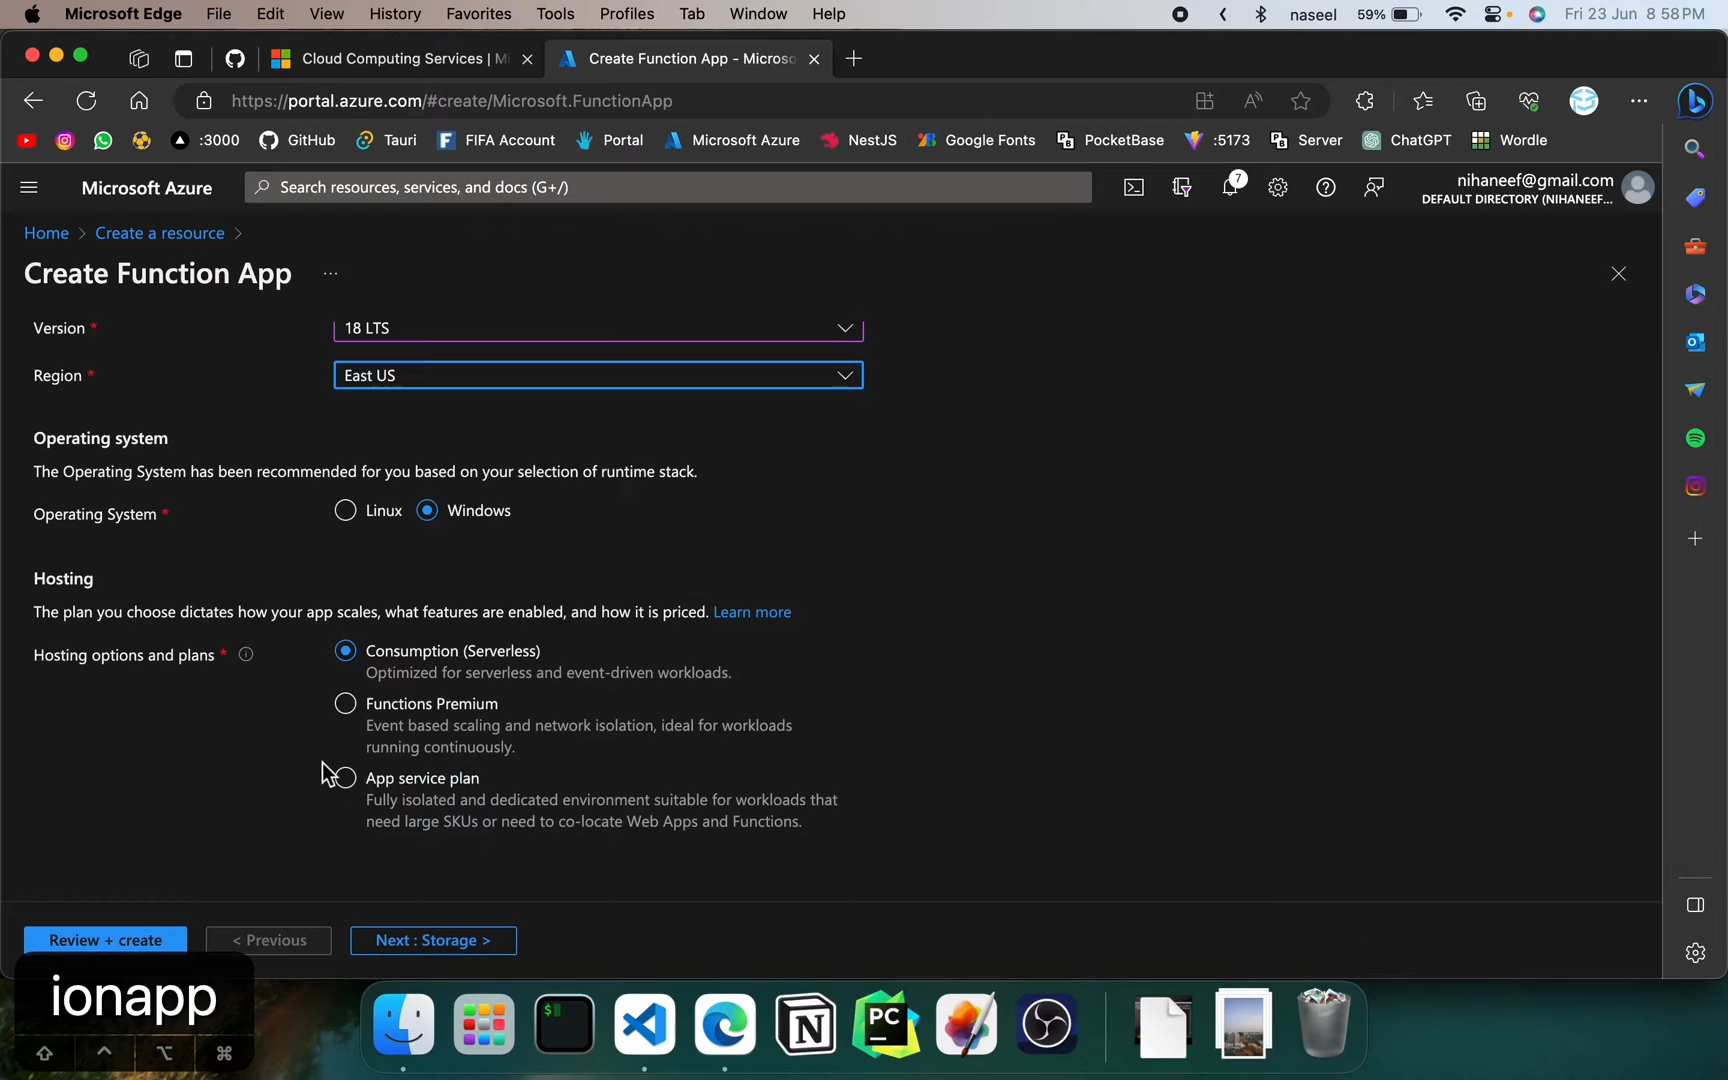 Microsoft Edge File Edit View History Favorites Tools Profiles Tab Window Help naseel 59% Fri 23 Jun 8 58 PM
Cloud Computing Services | Mi Create Function App - Microso
https://portal.azure.com/#create/Microsoft.FunctionApp
:3000 GitHub Tauri FIFA Account Portal Microsoft Azure NestJS Google Fonts PocketBase :5173 Server ChatGPT Wordle
Microsoft Azure Search resources, services, and docs (G+/) 7 nihaneef@gmail.com
DEFAULT DIRECTORY (NIHANEEF...
Home > Create a resource >
Create Function App ...
Version * 18 LTS
Region * East US
Operating system
The Operating System has been recommended for you based on your selection of runtime stack.
Operating System * Linux Windows
Hosting
The plan you choose dictates how your app scales, what features are enabled, and how it is priced. Learn more
Hosting options and plans * Consumption (Serverless)
Optimized for serverless and event-driven workloads.
Functions Premium
Event based scaling and network isolation, ideal for workloads
running continuously.
App service plan
Fully isolated and dedicated environment suitable for workloads that
need large SKUs or need to co-locate Web Apps and Functions.
Review + create < Previous Next : Storage >
ionapp
PC